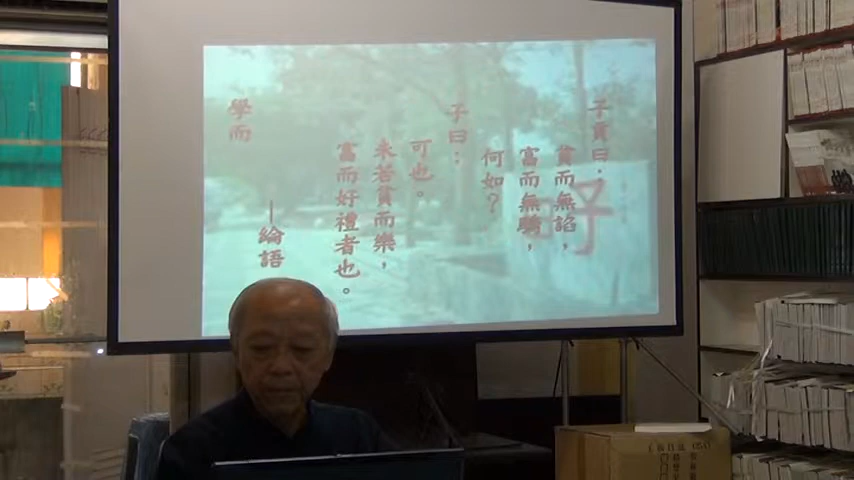 子貢曰:
貧而無諂，
富而無驕，
何如？
子曰：
可也。
未若貧而樂，
富而好禮者也。
—綸語
學而